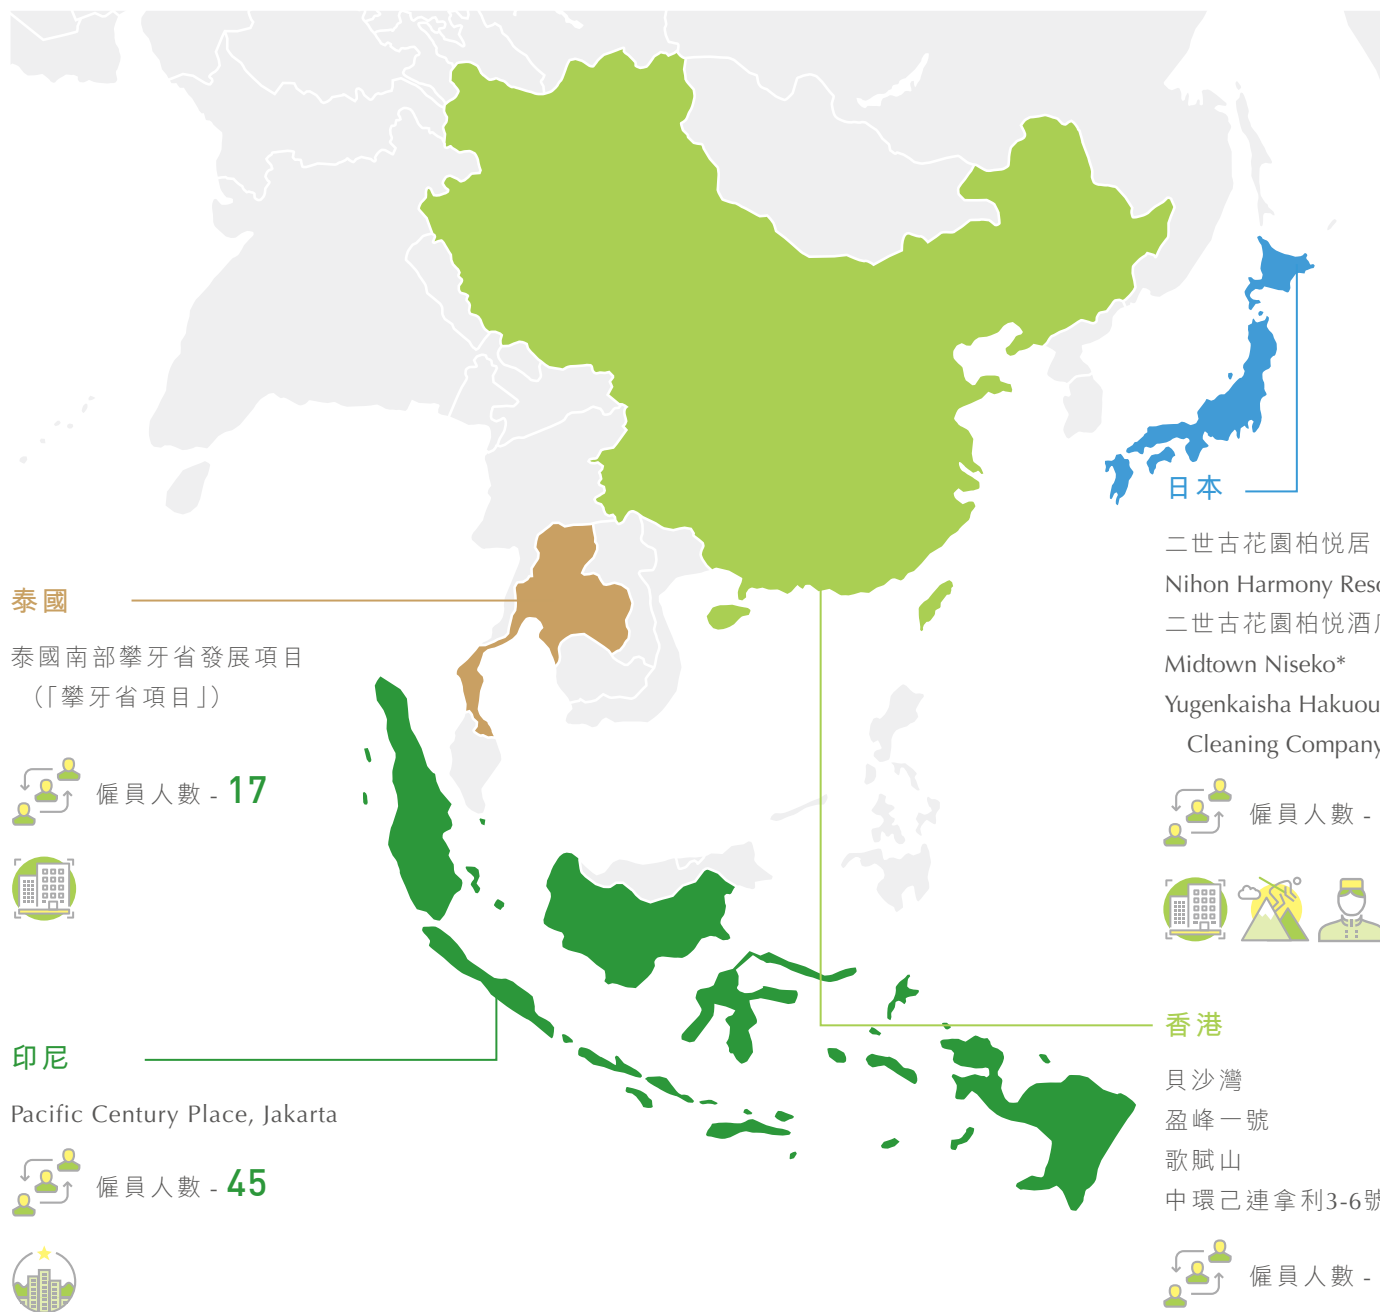 泰國
泰國南部攀牙省發展項目
（「攀牙省項目」）
僱員人數 - 17
印尼
Pacific Century Place, Jakarta
僱員人數 - 45
日本
二世古花園柏悦居
Nihon Harmony
二世古花園柏悦酒
Midtown Niseko*
Yugenkaisha Hakuou
Cleaning Company
僱員人數 -
香港
貝沙灣
盈峰一號
歌賦山
中環己連拿利3-6號
僱員人數 -